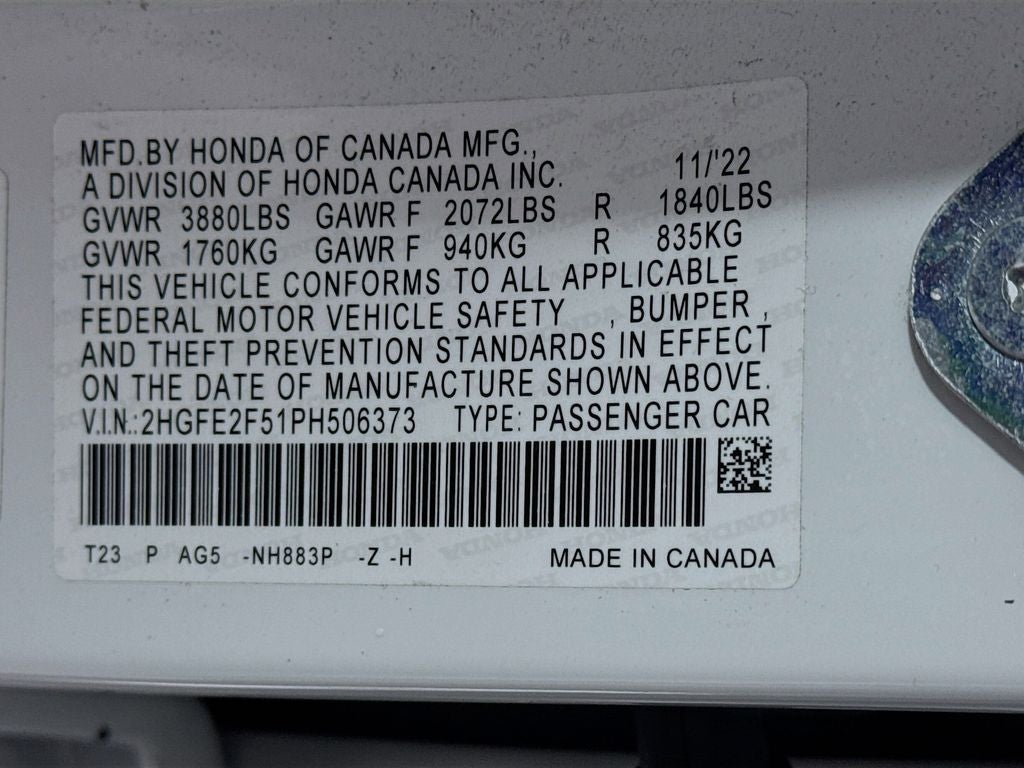 MFD.BY HONDA OF CANADA MFG.,
A DIVISION OF HONDA CANADA INC. 11/'22
GVWR 3880LBS GAWR F 2072LBS R 1840LBS
GVWR 1760KG GAWR F 940KG R 835KG
THIS VEHICLE CONFORMS TO ALL APPLICABLE
FEDERAL MOTOR VEHICLE SAFETY , BUMPER ,
AND THEFT PREVENTION STANDARDS IN EFFECT
ON THE DATE OF MANUFACTURE SHOWN ABOVE.
V.I.N.:2HGFE2F51PH506373 TYPE: PASSENGER CAR
T23 P AG5 -NH883P -Z -H MADE IN CANADA